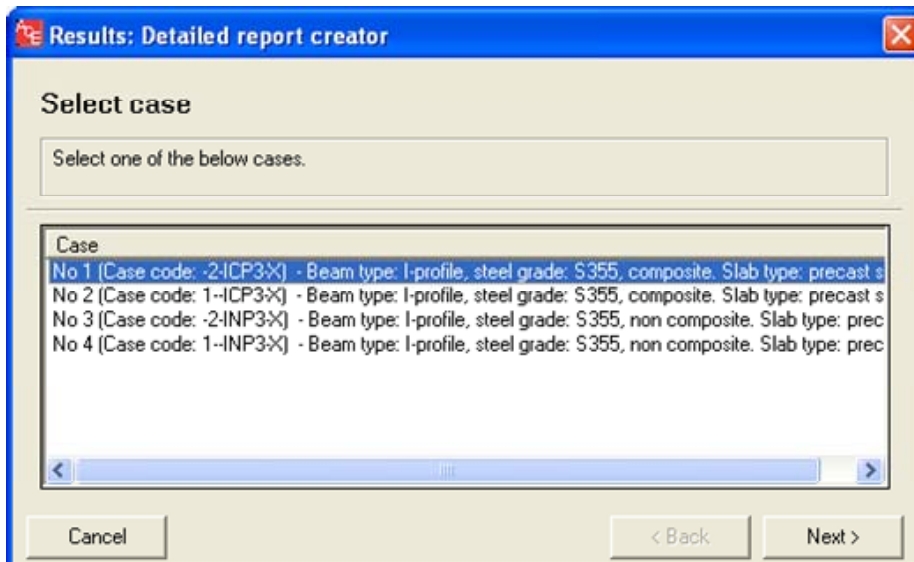 Results: Detailed report creator
Select case
Select one of the below cases.
Case
No 1 (Case code: -2-ICP3-X) - Beam type: I-profile, steel grade: S355, composite. Slab type: precast s
No 2 (Case code: 1--ICP3-X) - Beam type: I-profile, steel grade: S355, composite. Slab type: precast s
No 3 (Case code: -2-INP3-X) - Beam type: I-profile, steel grade: S355, non composite. Slab type: prec
No 4 (Case code: 1--INP3-X) - Beam type: I-profile, steel grade: S355, non composite. Slab type: prec
Cancel < Back Next >